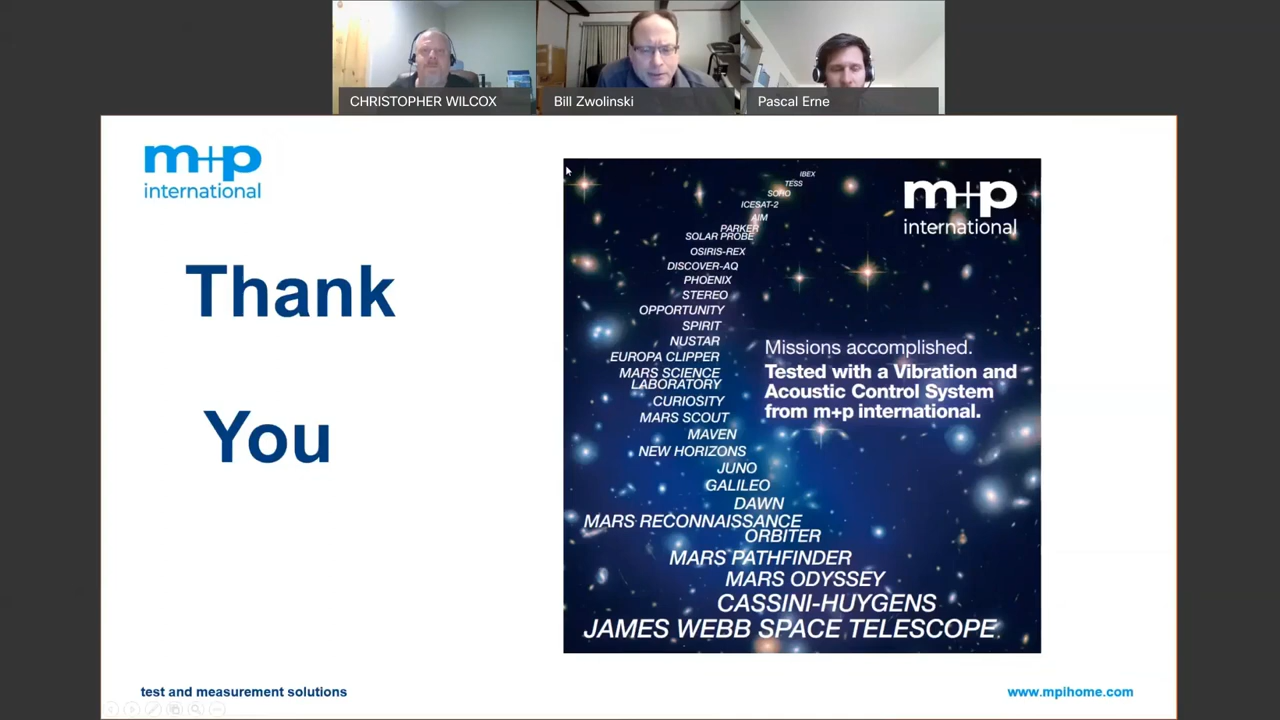 CHRISTOPHER WILCOX
Bill Zwolinski
Pascal Erne
m+p
international
Thank
You
IBEX
TESS
SOHO
ICESAT-2
AIM
PARKER
SOLAR PROBE
OSIRIS-REX
DISCOVER-AQ
PHOENIX
STEREO
OPPORTUNITY
SPIRIT
NUSTAR
EUROPA CLIPPER
MARS SCIENCE
LABORATORY
CURIOSITY
MARS SCOUT
MAVEN
NEW HORIZONS
JUNO
GALILEO
DAWN
MARS RECONNAISSANCE
ORBITER
MARS PATHFINDER
MARS ODYSSEY
CASSINI-HUYGENS
JAMES WEBB SPACE TELESCOPE
m+p
international
Missions accomplished.
Tested with a Vibration and
Acoustic Control System
from m+p international.
test and measurement solutions
www.mpihome.com